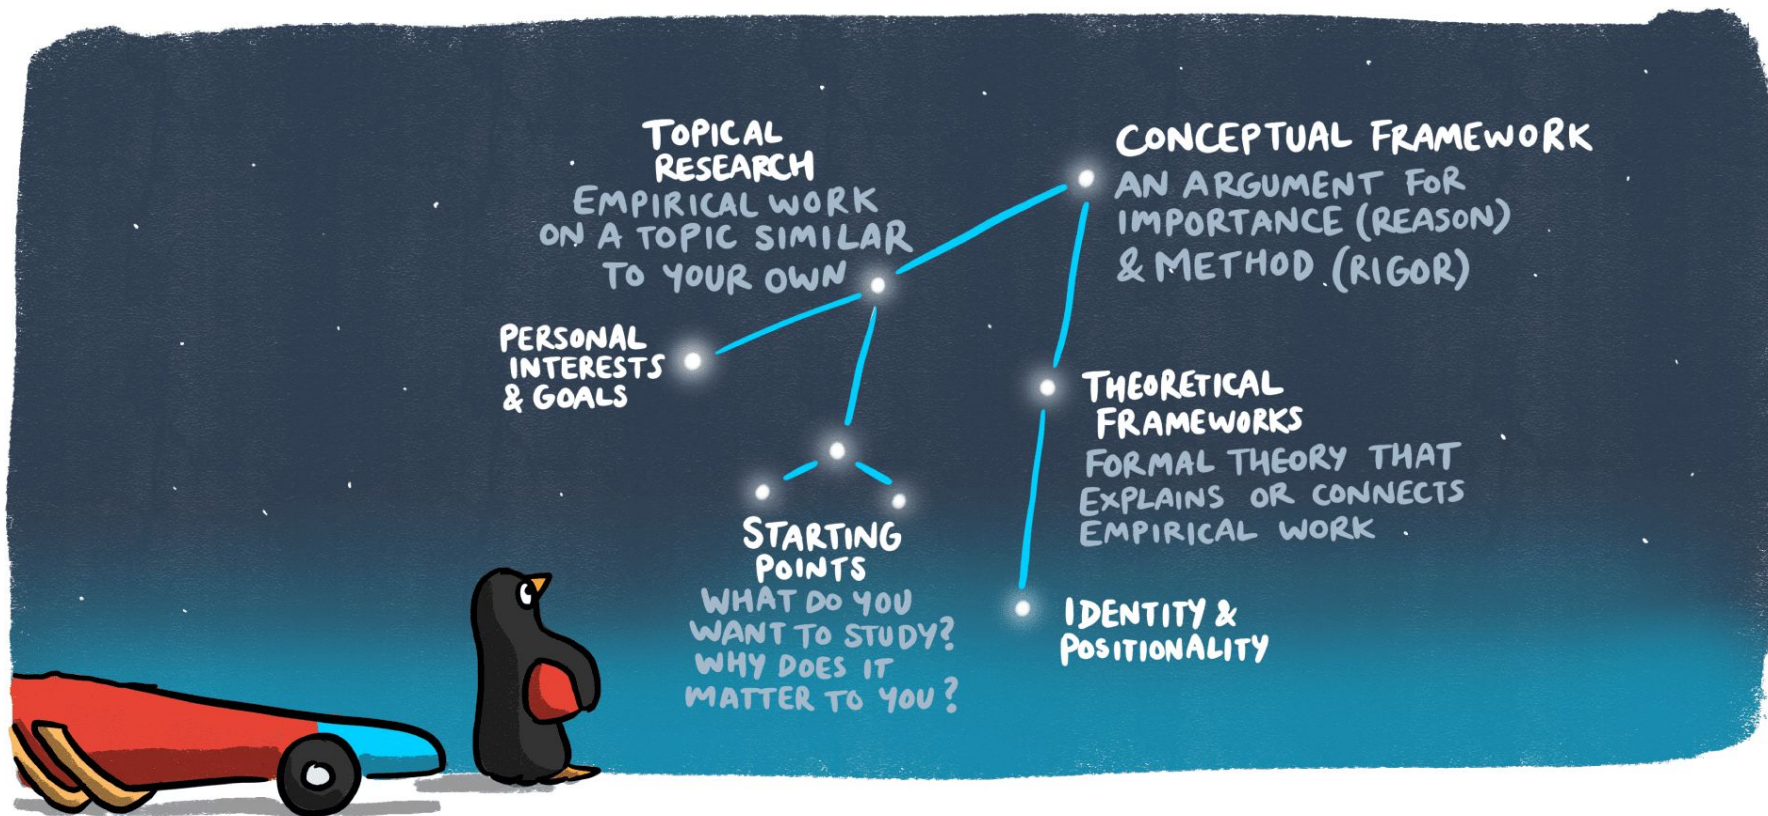 TOPICAL
RESEARCH
EMPIRICAL WORK
ON A TOPIC SIMILAR
TO YOUR OWN
CONCEPTUAL FRAMEWORK
AN ARGUMENT FOR
IMPORTANCE (REASON)
& METHOD (RIGOR)
PERSONAL
INTERESTS
& GOALS
THEORETICAL
FRAMEWORKS
FORMAL THEORY THAT
EXPLAINS OR CONNECTS
EMPIRICAL WORK
STARTING
POINTS
WHAT DO YOU
WANT TO STUDY?
WHY DOES IT
MATTER TO YOU?
IDENTITY &
POSITIONALITY